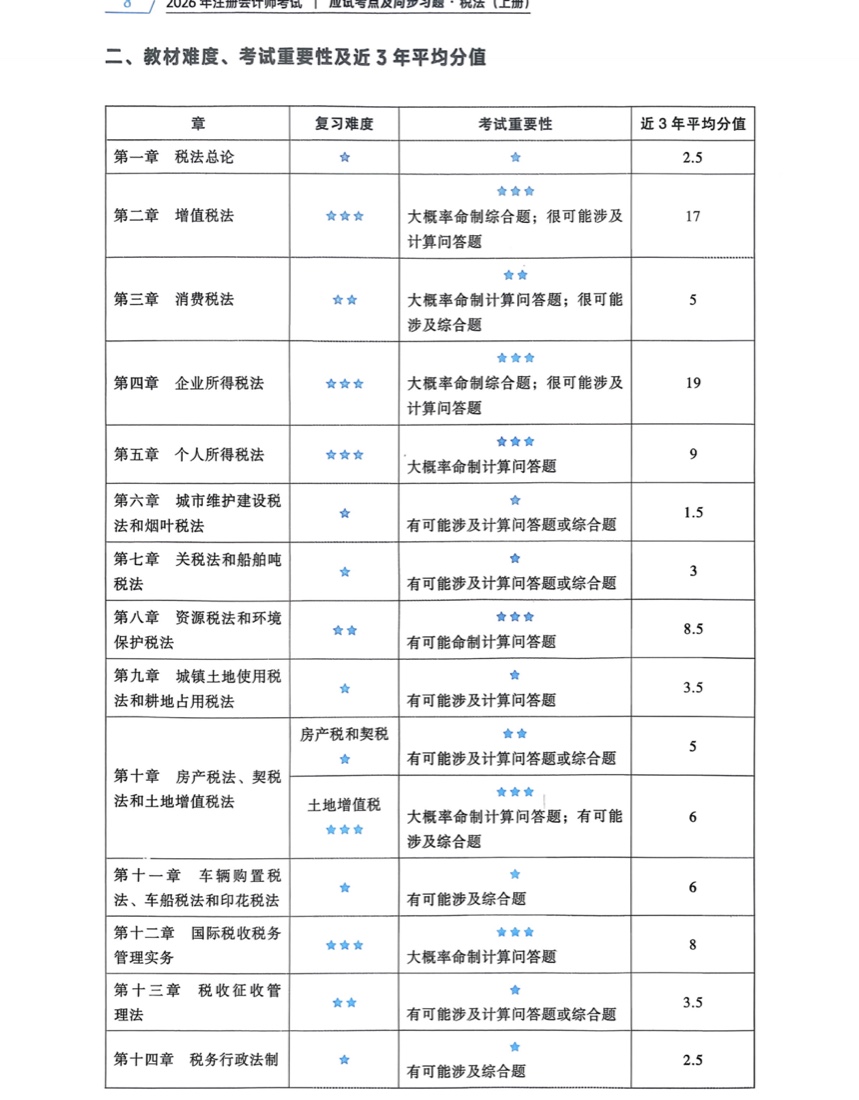 8 2026年注册会计师考试 | 应试考点及同步习题·税法（上册）
二、教材难度、考试重要性及近3年平均分值
章 复习难度 考试重要性 近3年平均分值
第一章 税法总论 ☆ ☆ 2.5
☆☆☆
第二章 增值税法 ☆☆☆ 大概率命制综合题；很可能涉及 17
计算问答题
☆☆
第三章 消费税法 ☆☆ 大概率命制计算问答题；很可能 5
涉及综合题
☆☆☆
第四章 企业所得税法 ☆☆☆ 大概率命制综合题；很可能涉及 19
计算问答题
☆☆☆
第五章 个人所得税法 ☆☆☆ 大概率命制计算问答题 9
第六章 城市维护建设税 ☆ ☆ 1.5
法和烟叶税法 有可能涉及计算问答题或综合题
第七章 关税法和船舶吨 ☆ ☆ 3
税法 有可能涉及计算问答题或综合题
第八章 资源税法和环境 ☆☆ ☆☆☆ 8.5
保护税法 有可能命制计算问答题
第九章 城镇土地使用税 ☆ ☆ 3.5
法和耕地占用税法 有可能涉及计算问答题
房产税和契税 ☆☆ 5
☆ 有可能涉及计算问答题或综合题
第十章 房产税法、契税
法和土地增值税法
土地增值税 ☆☆☆ 6
☆☆☆ 大概率命制计算问答题；有可能
涉及综合题
第十一章 车辆购置税 ☆ ☆ 6
法、车船税法和印花税法 有可能涉及综合题
第十二章 国际税收税务 ☆☆☆ ☆☆☆ 8
管理实务 大概率命制计算问答题
第十三章 税收征收管 ☆☆ ☆ 3.5
理法 有可能涉及计算问答题或综合题
第十四章 税务行政法制 ☆ ☆ 2.5
有可能涉及综合题